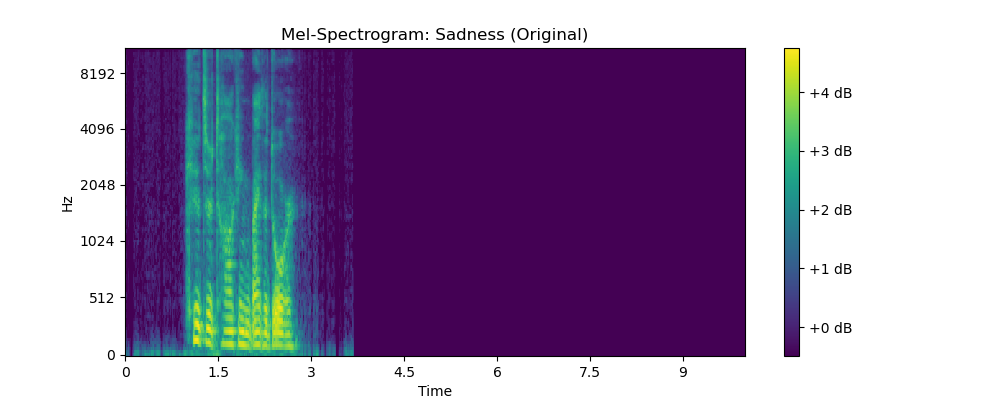 Mel-Spectrogram: Sadness (Original)
8192
4096
2048
1024
512
0
Hz
0 1.5 3 4.5 6 7.5 9
Time
+4 dB
+3 dB
+2 dB
+1 dB
+0 dB